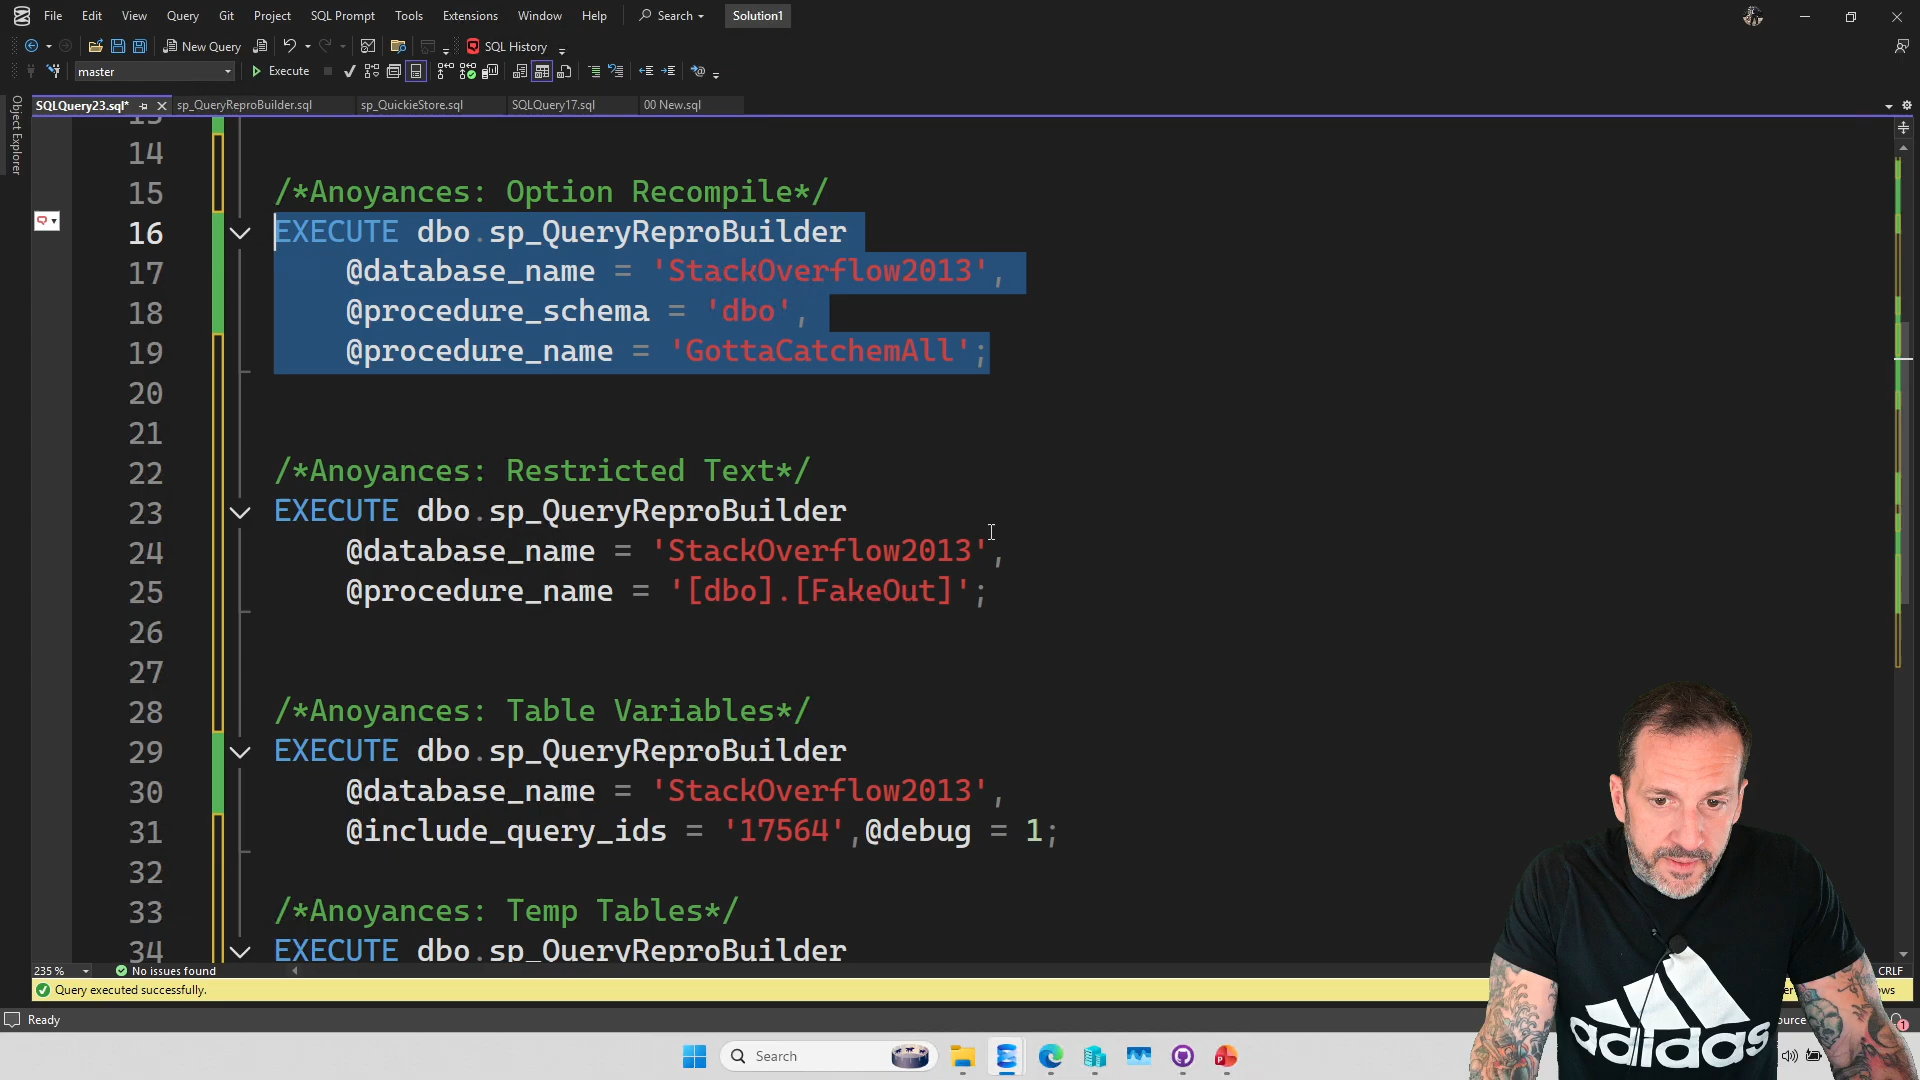 File Edit View Query Git Project SQL Prompt Tools Extensions Window Help Search Solution1
New Query SQL History
master Execute
SQLQuery23.sql* sp_QueryReproBuilder.sql sp_QuickieStore.sql SQLQuery17.sql 00 New.sql
Object Explorer
13
14
15 /*Anoyances: Option Recompile*/
16 EXECUTE dbo.sp_QueryReproBuilder
17 @database_name = 'StackOverflow2013',
18 @procedure_schema = 'dbo',
19 @procedure_name = 'GottaCatchemAll';
20
21
22 /*Anoyances: Restricted Text*/
23 EXECUTE dbo.sp_QueryReproBuilder
24 @database_name = 'StackOverflow2013',
25 @procedure_name = '[dbo].[FakeOut]';
26
27
28 /*Anoyances: Table Variables*/
29 EXECUTE dbo.sp_QueryReproBuilder
30 @database_name = 'StackOverflow2013',
31 @include_query_ids = '17564',@debug = 1;
32
33 /*Anoyances: Temp Tables*/
34 EXECUTE dbo.sp_QueryReproBuilder
235 % No issues found CRLF
Query executed successfully.
Ready
Search
adidas